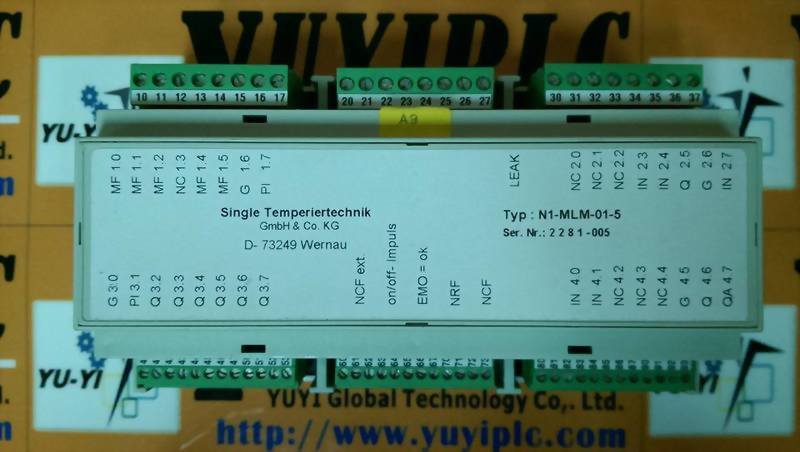 YUYIPLC
YU-YI
10 11 12 13 14 15 16 17
20 21 22 23 24 25 26 27
30 31 32 33 34 35 36 37
A9
MF 1.0
MF 1.1
MF 1.2
NC 1.3
MF 1.4
MF 1.5
G 1.6
PI 1.7
LEAK
NC 2.0
NC 2.1
NC 2.2
IN 2.3
IN 2.4
Q 2.5
G 2.6
IN 2.7
Single Temperiertechnik
GmbH & Co. KG
D- 73249 Wernau
Typ : N1-MLM-01-5
Ser. Nr.: 2281-005
G 3.0
PI 3.1
Q 3.2
Q 3.3
Q 3.4
Q 3.5
Q 3.6
Q 3.7
NCF ext.
on/off- Impuls
EMO = ok
NRF
NCF
IN 4.0
IN 4.1
NC 4.2
NC 4.3
NC 4.4
G 4.5
Q 4.6
QA 4.7
YU-YI
YUYI Global Technology Co,. Ltd.
http://www.yuyiplc.com